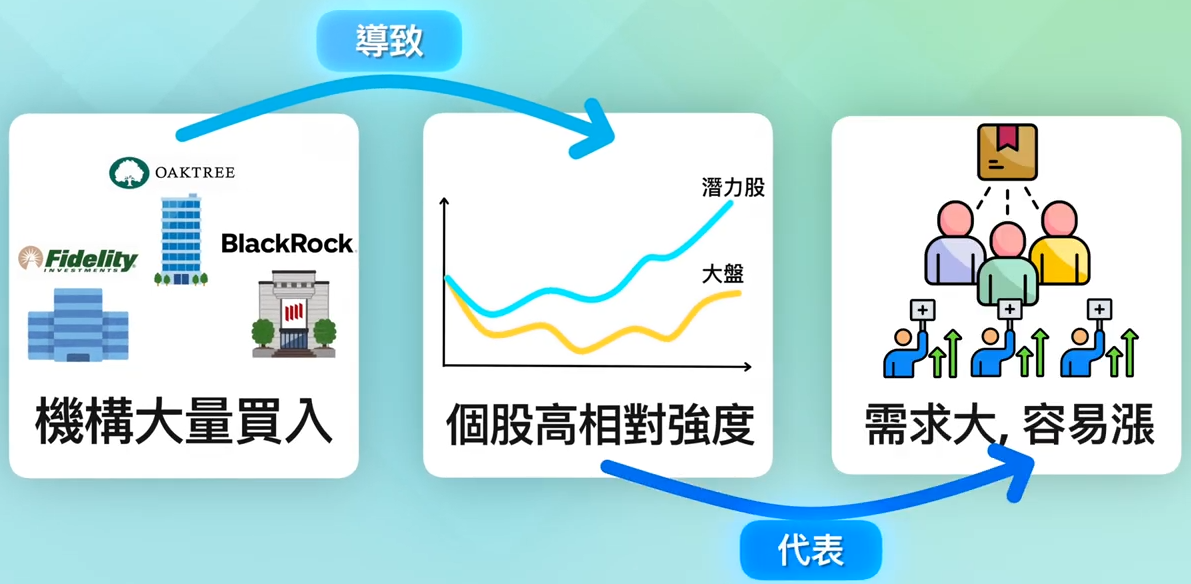 導致
OAKTREE
Fidelity
INVESTMENTS
BlackRock
機構大量買入
潛力股
大盤
個股高相對強度
需求大, 容易漲
代表